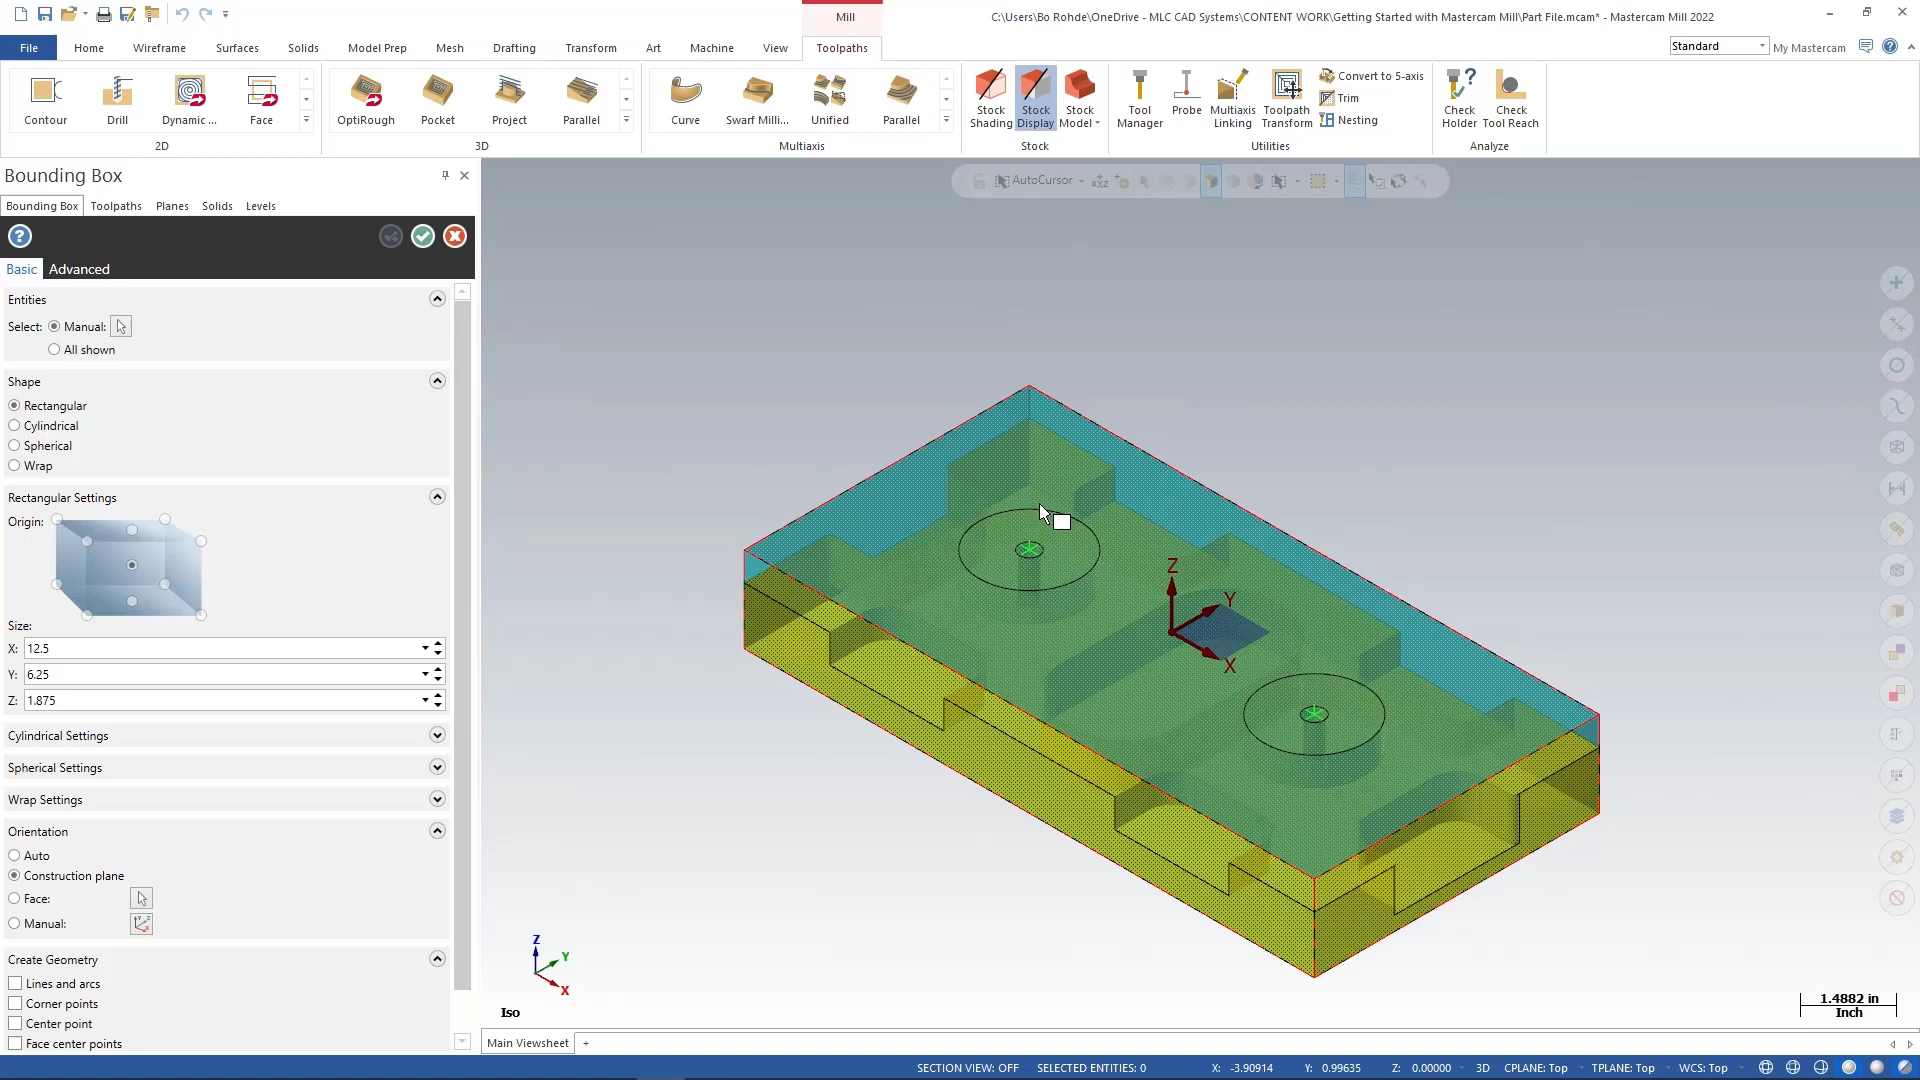 Mill
C:\Users\Bo Rohde\OneDrive - MLC CAD Systems\CONTENT WORK\Getting Started with Mastercam Mill\Part File.mcam* - Mastercam Mill 2022
File
Home
Wireframe
Surfaces
Solids
Model Prep
Mesh
Drafting
Transform
Art
Machine
View
Toolpaths
Standard
My Mastercam
Contour
Drill
Dynamic ...
Face
2D
OptiRough
Pocket
Project
Parallel
3D
Curve
Swarf Milli...
Unified
Parallel
Multiaxis
Stock
Shading
Stock
Display
Stock
Model
Stock
Tool
Manager
Probe
Multiaxis
Linking
Toolpath
Transform
Convert to 5-axis
Trim
Nesting
Utilities
Check
Holder
Check
Tool Reach
Analyze
Bounding Box
Bounding Box
Toolpaths
Planes
Solids
Levels
Basic
Advanced
Entities
Select:
Manual:
All shown
Shape
Rectangular
Cylindrical
Spherical
Wrap
Rectangular Settings
Origin:
Size:
X: 12.5
Y: 6.25
Z: 1.875
Cylindrical Settings
Spherical Settings
Wrap Settings
Orientation
Auto
Construction plane
Face:
Manual:
Create Geometry
Lines and arcs
Corner points
Center point
Face center points
AutoCursor
Z
Y
X
Z
Y
X
Iso
1.4882 in
Inch
Main Viewsheet
+
SECTION VIEW: OFF
SELECTED ENTITIES: 0
X: -3.90914
Y: 0.99635
Z: 0.00000
3D
CPLANE: Top
TPLANE: Top
WCS: Top